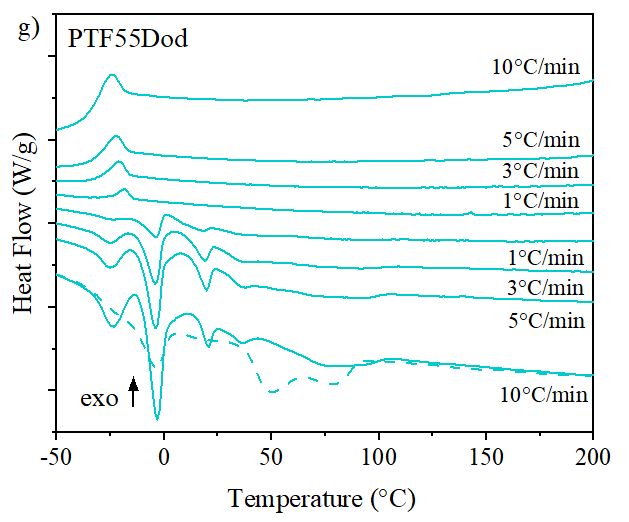 g)
PTF55Dod
10°C/min
5°C/min
3°C/min
1°C/min
1°C/min
3°C/min
5°C/min
10°C/min
exo
Heat Flow (W/g)
-50 0 50 100 150 200
Temperature (°C)